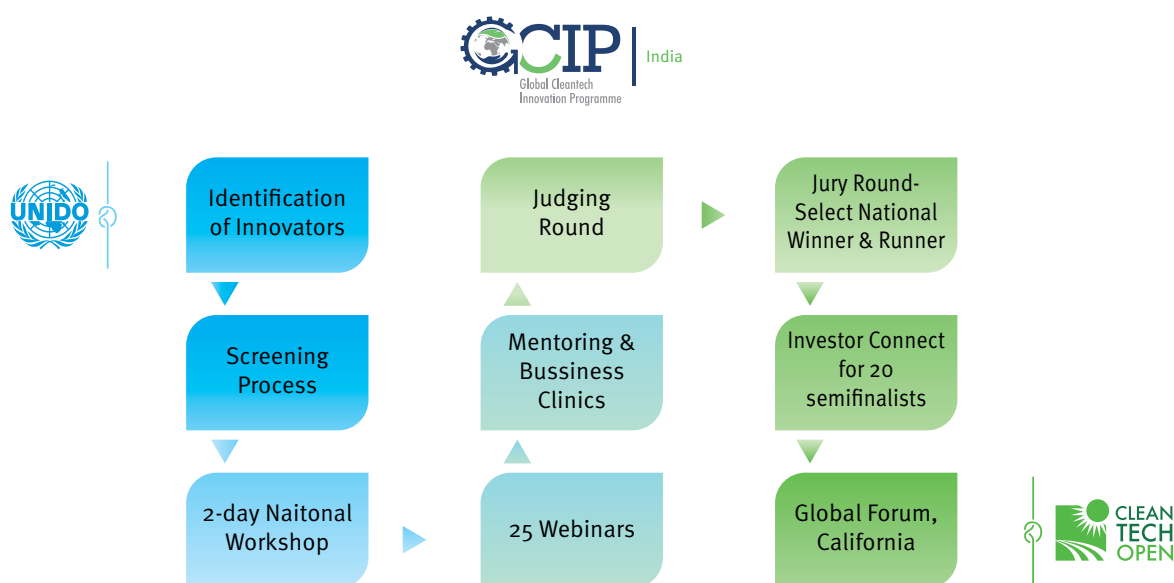 GCIP
India
Global Cleantech
Innovation Programme
UNIDO
Identification
of Innovators
Screening
Process
2-day Naitonal
Workshop
25 Webinars
Mentoring &
Bussiness
Clinics
Judging
Round
Jury Round-
Select National
Winner & Runner
Investor Connect
for 20
semifinalists
Global Forum,
California
CLEAN
TECH
OPEN